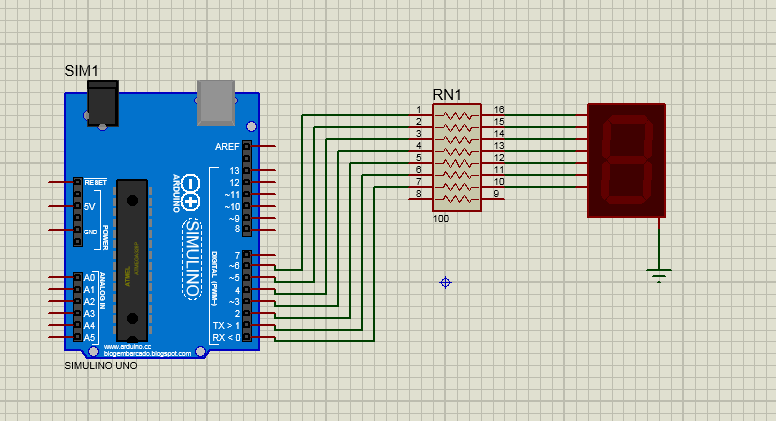 SIM1
RN1
AREF
13
12
~11
~10
~9
8
7
~6
~5
4
~3
2
TX > 1
RX < 0
RESET
5V
GND
POWER
A0
A1
A2
A3
A4
A5
ANALOG IN
ATMEL
ARDUINO
SIMULINO
DIGITAL (PWM~)
www.arduino.cc
blogembarcado.blogspot.com
SIMULINO UNO
1
2
3
4
5
6
7
8
16
15
14
13
12
11
10
9
100